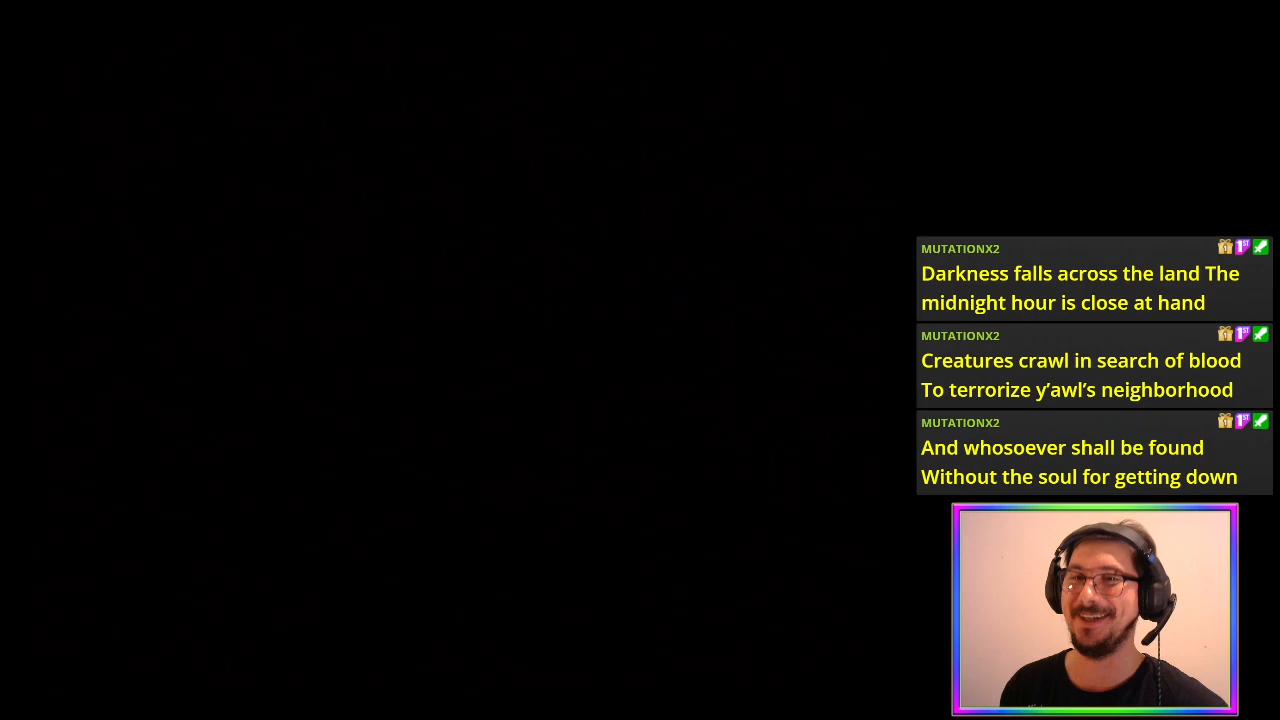 MUTATIONX2
Darkness falls across the land The
midnight hour is close at hand
MUTATIONX2
Creatures crawl in search of blood
To terrorize y’awl’s neighborhood
MUTATIONX2
And whosoever shall be found
Without the soul for getting down